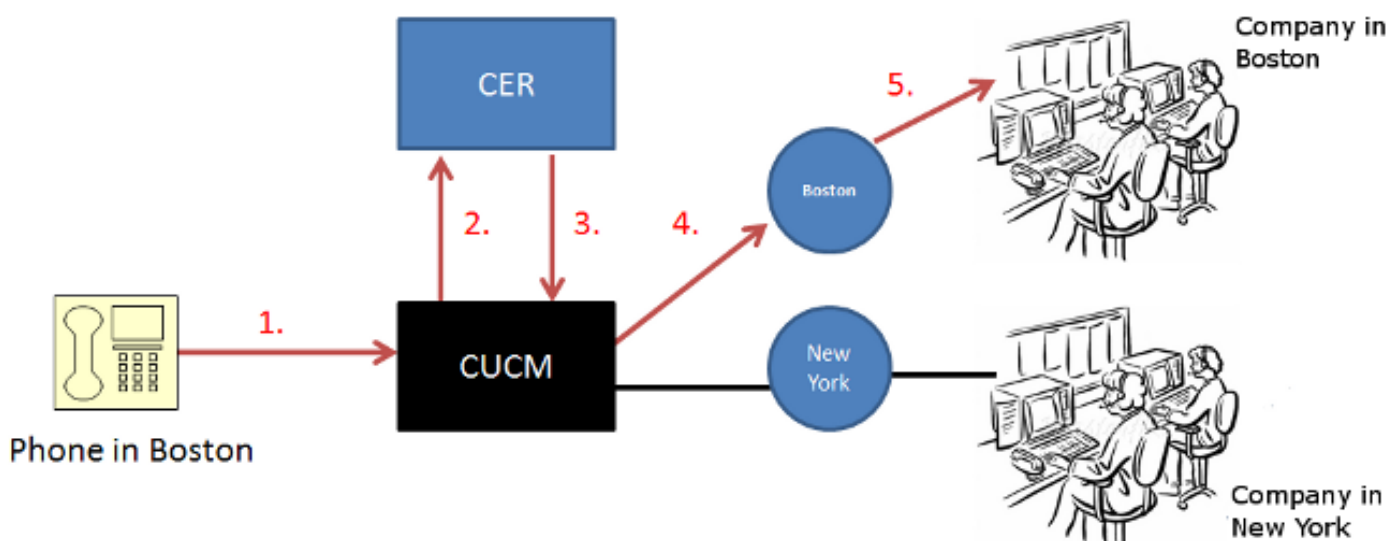 CER
Company in
Boston
5.
Boston
2.
3.
4.
1.
CUCM
New
York
Phone in Boston
Company in
New York